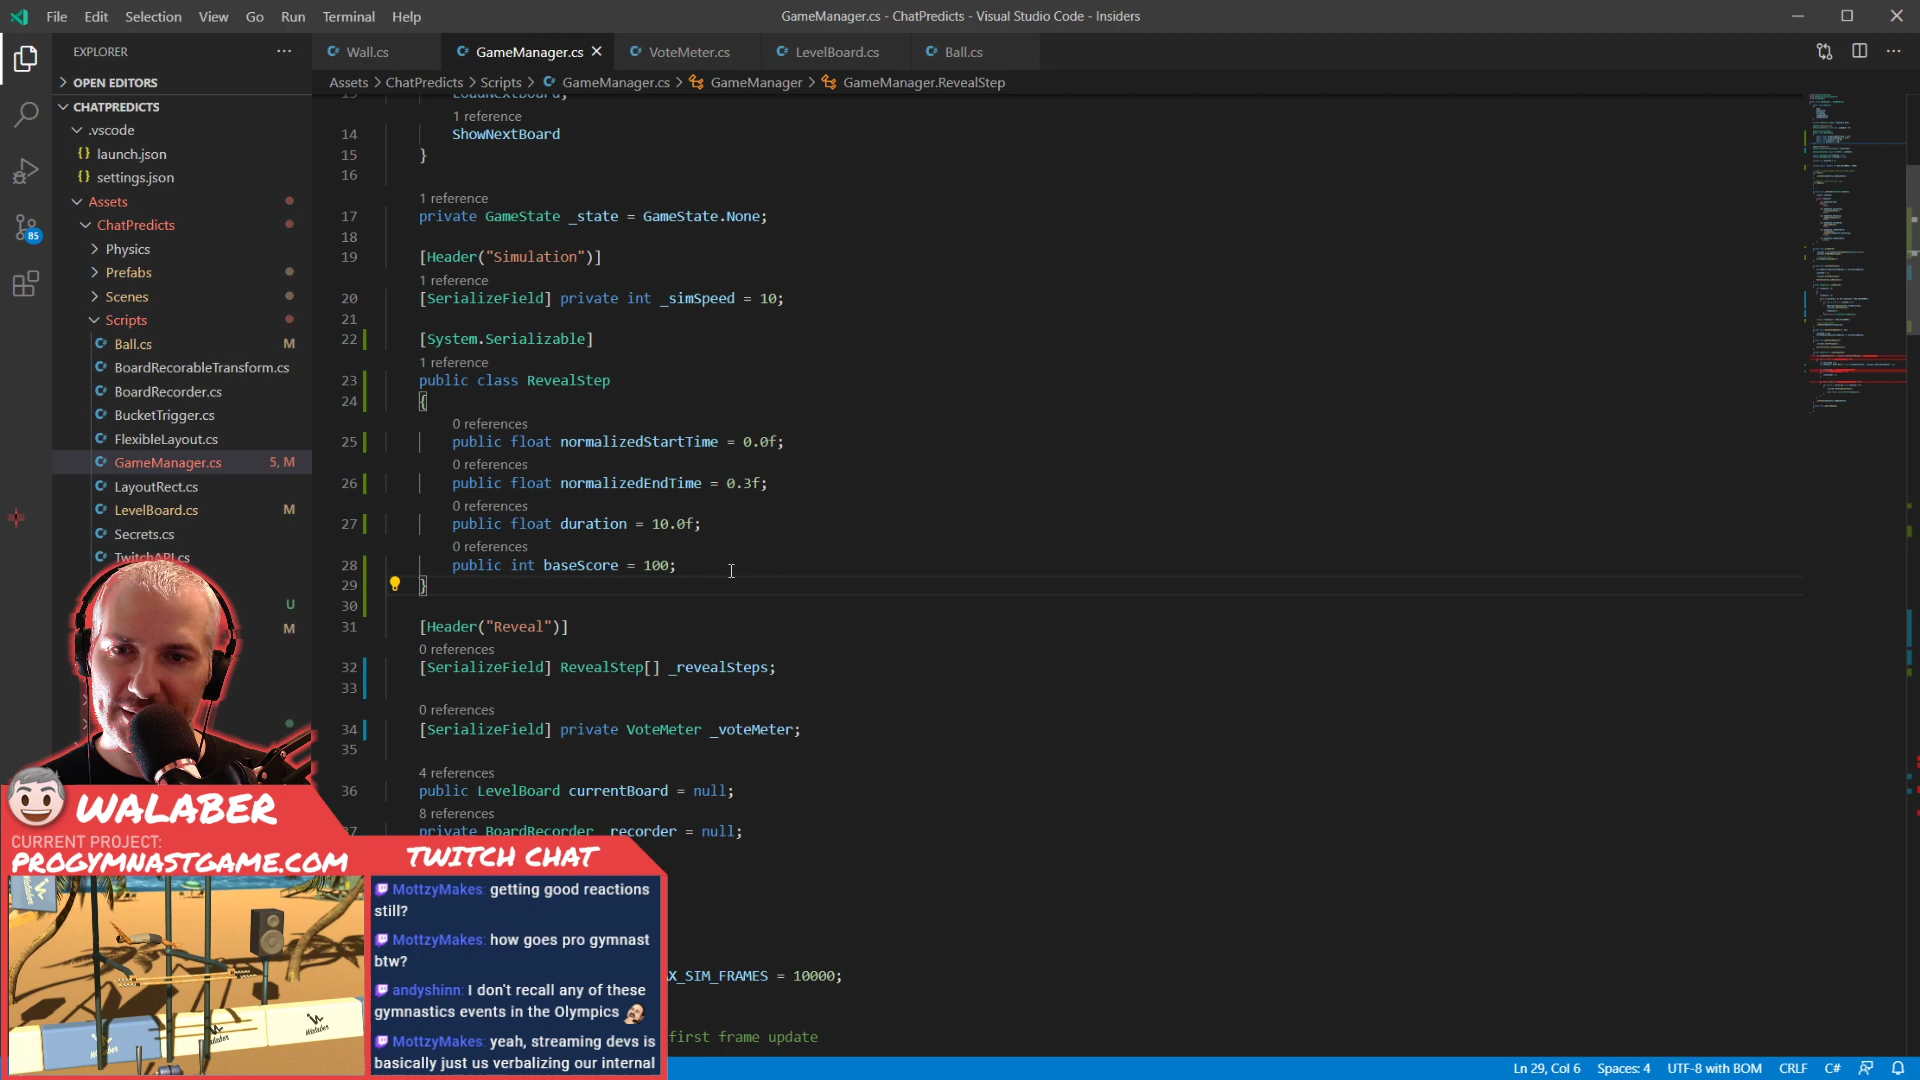 File Edit Selection View Go Run Terminal Help
GameManager.cs - ChatPredicts - Visual Studio Code - Insiders
EXPLORER
Wall.cs
GameManager.cs
VoteMeter.cs
LevelBoard.cs
Ball.cs
OPEN EDITORS
Assets > ChatPredicts > Scripts > GameManager.cs > GameManager > GameManager.RevealStep
CHATPREDICTS
.vscode
{} launch.json
{} settings.json
Assets
ChatPredicts
Physics
Prefabs
Scenes
Scripts
Ball.cs M
BoardRecorableTransform.cs
BoardRecorder.cs
BucketTrigger.cs
FlexibleLayout.cs
GameManager.cs 5, M
LayoutRect.cs
LevelBoard.cs M
Secrets.cs
TwitchAPI.cs
U
M
85
13 LoadNextBoard,
1 reference
14 ShowNextBoard
15 }
16
1 reference
17 private GameState _state = GameState.None;
18
19 [Header("Simulation")]
1 reference
20 [SerializeField] private int _simSpeed = 10;
21
22 [System.Serializable]
1 reference
23 public class RevealStep
24 {
0 references
25 public float normalizedStartTime = 0.0f;
0 references
26 public float normalizedEndTime = 0.3f;
0 references
27 public float duration = 10.0f;
0 references
28 public int baseScore = 100;
29 }
30
31 [Header("Reveal")]
0 references
32 [SerializeField] RevealStep[] _revealSteps;
33
0 references
34 [SerializeField] private VoteMeter _voteMeter;
35
4 references
36 public LevelBoard currentBoard = null;
8 references
37 private BoardRecorder _recorder = null;
X_SIM_FRAMES = 10000;
first frame update
WALABER
CURRENT PROJECT:
PROGYMNASTGAME.COM
TWITCH CHAT
MottzyMakes: getting good reactions
still?
MottzyMakes: how goes pro gymnast
btw?
andyshinn: I don't recall any of these
gymnastics events in the Olympics
MottzyMakes: yeah, streaming devs is
basically just us verbalizing our internal
Walaber
Walaber
Walaber
Ln 29, Col 6 Spaces: 4 UTF-8 with BOM CRLF C#